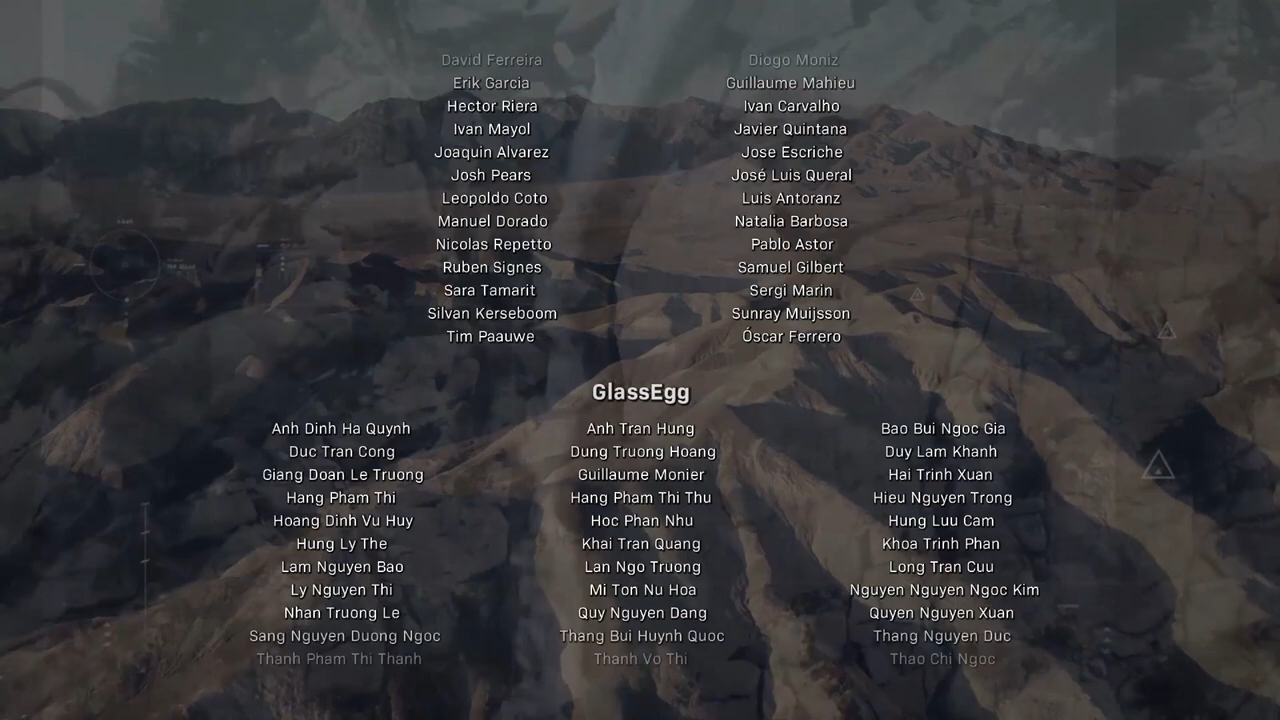 David Ferreira Diogo Moniz
Erik Garcia Guillaume Mahieu
Hector Riera Ivan Carvalho
Ivan Mayol Javier Quintana
Joaquin Alvarez Jose Escriche
Josh Pears José Luis Queral
Leopoldo Coto Luis Antoranz
Manuel Dorado Natalia Barbosa
Nicolas Repetto Pablo Astor
Ruben Signes Samuel Gilbert
Sara Tamarit Sergi Marin
Silvan Kerseboom Sunray Muijsson
Tim Paauwe Óscar Ferrero
GlassEgg
Anh Dinh Ha Quynh Anh Tran Hung Bao Bui Ngoc Gia
Duc Tran Cong Dung Truong Hoang Duy Lam Khanh
Giang Doan Le Truong Guillaume Monier Hai Trinh Xuan
Hang Pham Thi Hang Pham Thi Thu Hieu Nguyen Trong
Hoang Dinh Vu Huy Hoc Phan Nhu Hung Luu Cam
Hung Ly The Khai Tran Quang Khoa Trinh Phan
Lam Nguyen Bao Lan Ngo Truong Long Tran Cuu
Ly Nguyen Thi Mi Ton Nu Hoa Nguyen Nguyen Ngoc Kim
Nhan Truong Le Quy Nguyen Dang Quyen Nguyen Xuan
Sang Nguyen Duong Ngoc Thang Bui Huynh Quoc Thang Nguyen Duc
Thanh Pham Thi Thanh Thanh Vo Thi Thao Chi Ngoc